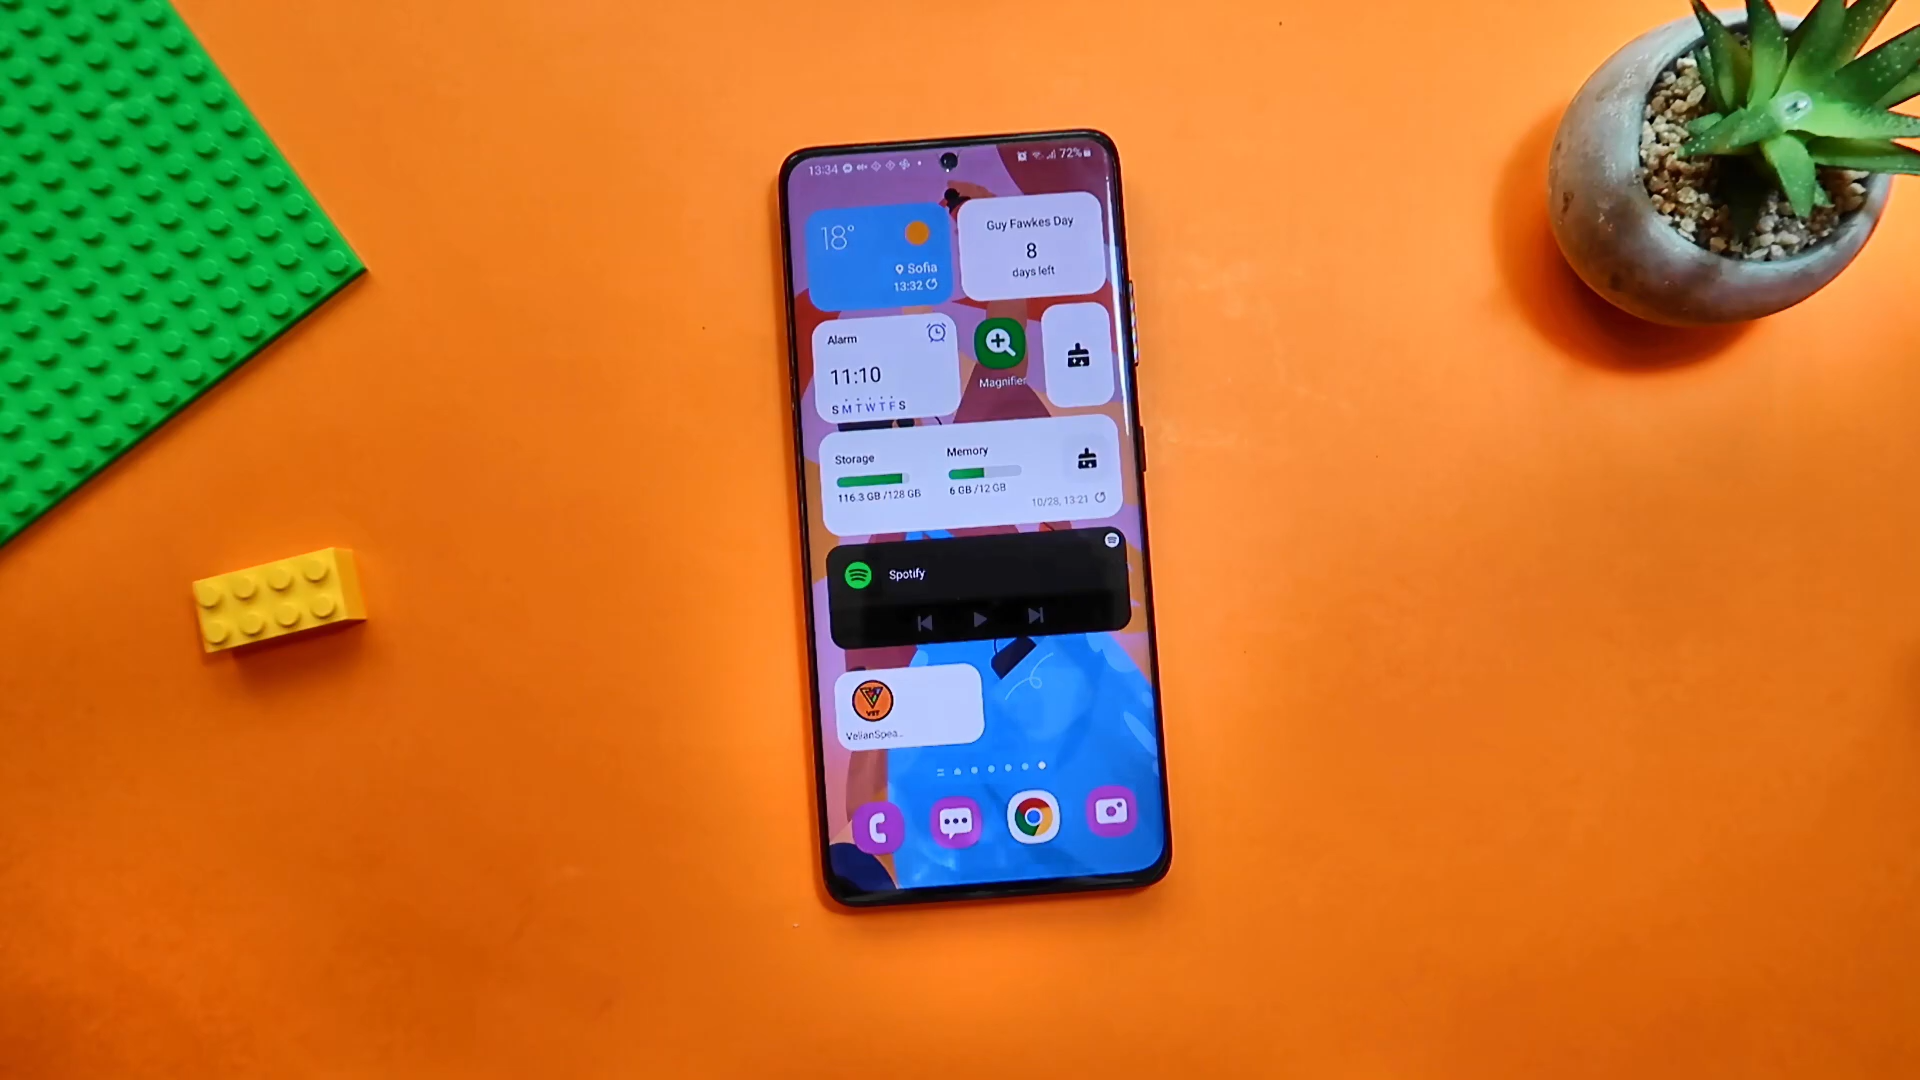 13:34
72%
18°
Sofia
13:32
Guy Fawkes Day
8
days left
Alarm
11:10
S M T W T F S
Magnifier
Storage
116.3 GB /128 GB
Memory
6 GB /12 GB
10/28, 13:21
Spotify
VelianSpea...